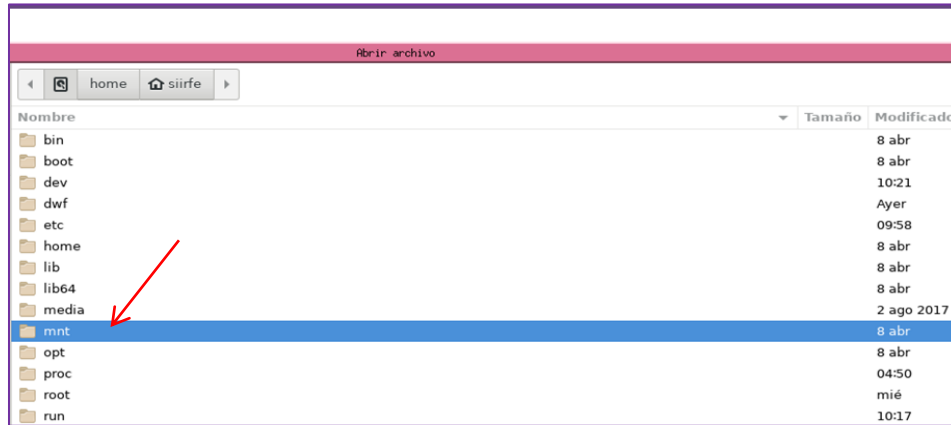 Abrir archivo
home siirfe
Nombre Tamaño Modificado
bin 8 abr
boot 8 abr
dev 10:21
dwf Ayer
etc 09:58
home 8 abr
lib 8 abr
lib64 8 abr
media 2 ago 2017
mnt 8 abr
opt 8 abr
proc 04:50
root mié
run 10:17